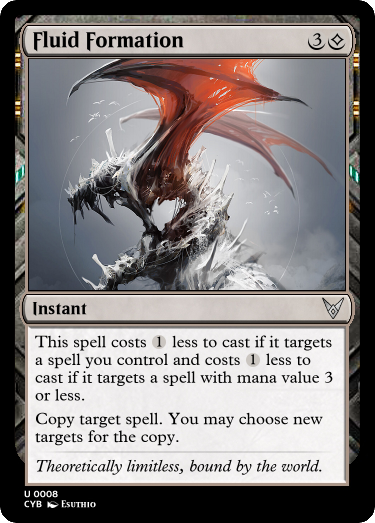 Fluid Formation 3
Instant
This spell costs 1 less to cast if it targets
a spell you control and costs 1 less to
cast if it targets a spell with mana value 3
or less.
Copy target spell. You may choose new
targets for the copy.
Theoretically limitless, bound by the world.
U 0008
CYB Esuthio